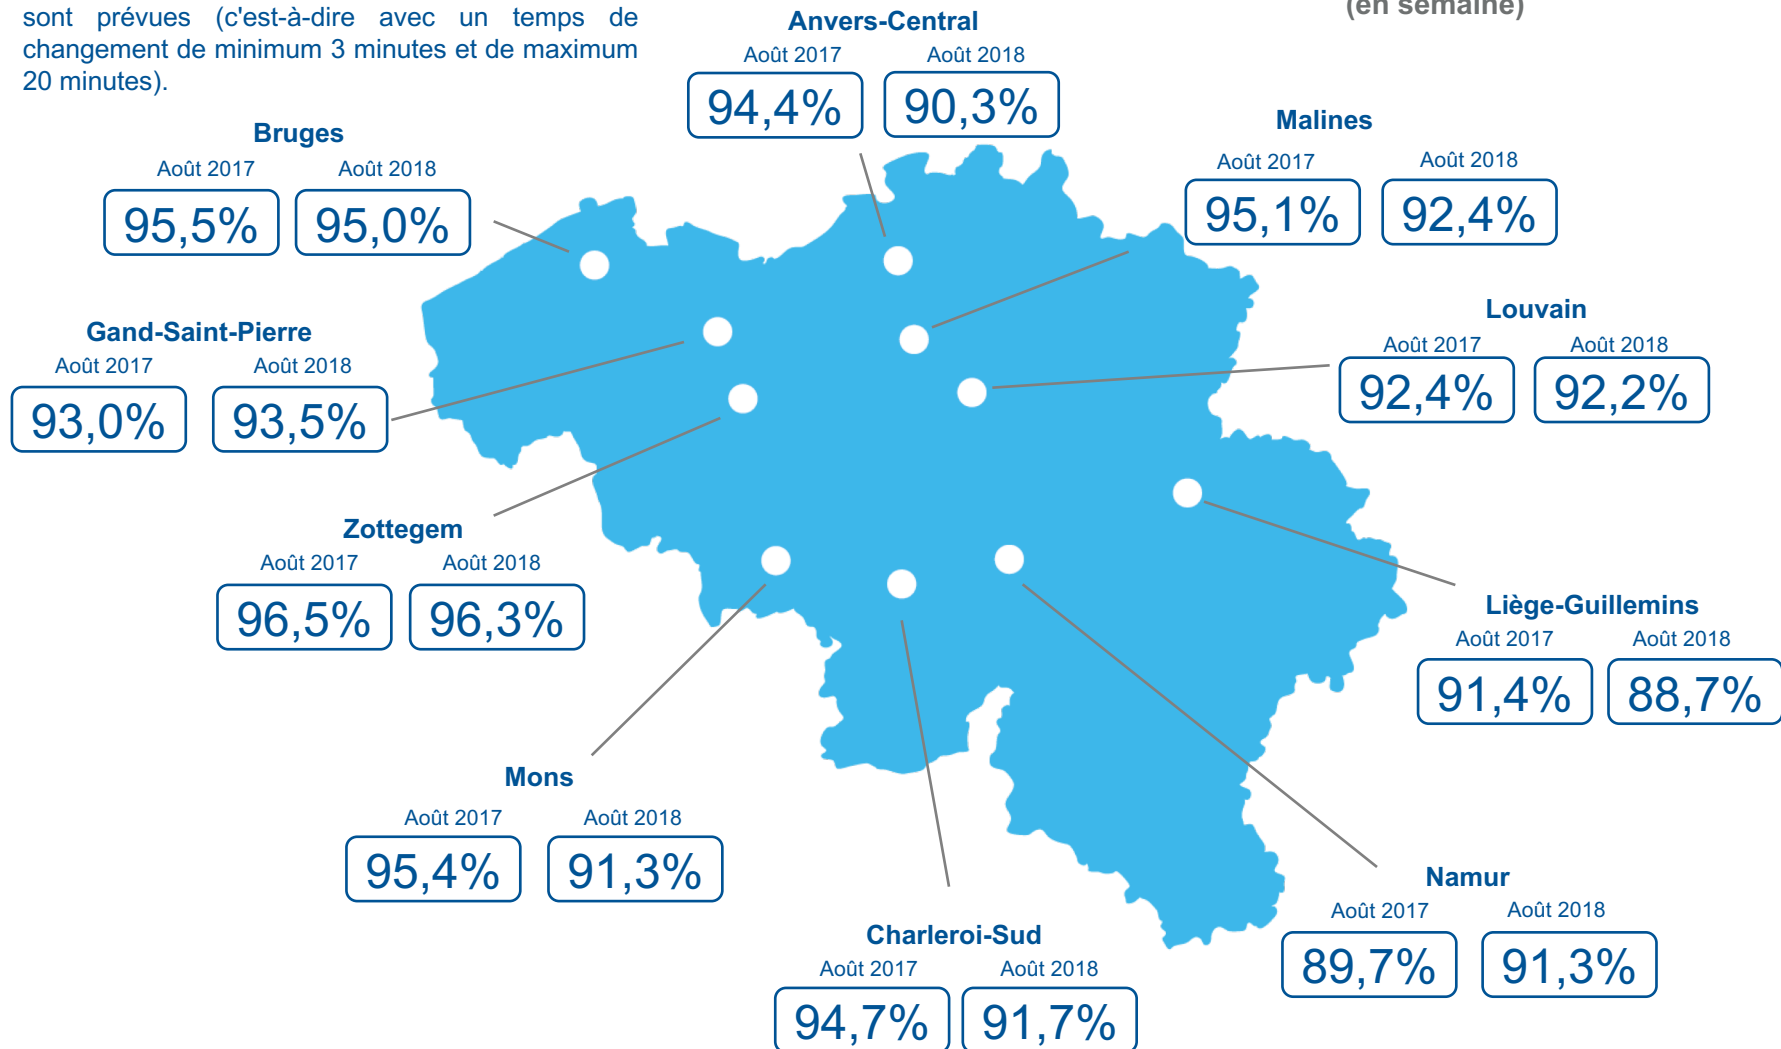 sont prévues (c'est-à-dire avec un temps de
changement de minimum 3 minutes et de maximum
20 minutes).
(en semaine)
Anvers-Central
Août 2017 Août 2018
94,4% 90,3%
Malines
Août 2017 Août 2018
95,1% 92,4%
Bruges
Août 2017 Août 2018
95,5% 95,0%
Louvain
Août 2017 Août 2018
92,4% 92,2%
Gand-Saint-Pierre
Août 2017 Août 2018
93,0% 93,5%
Zottegem
Août 2017 Août 2018
96,5% 96,3%
Liège-Guillemins
Août 2017 Août 2018
91,4% 88,7%
Mons
Août 2017 Août 2018
95,4% 91,3%
Namur
Août 2017 Août 2018
89,7% 91,3%
Charleroi-Sud
Août 2017 Août 2018
94,7% 91,7%